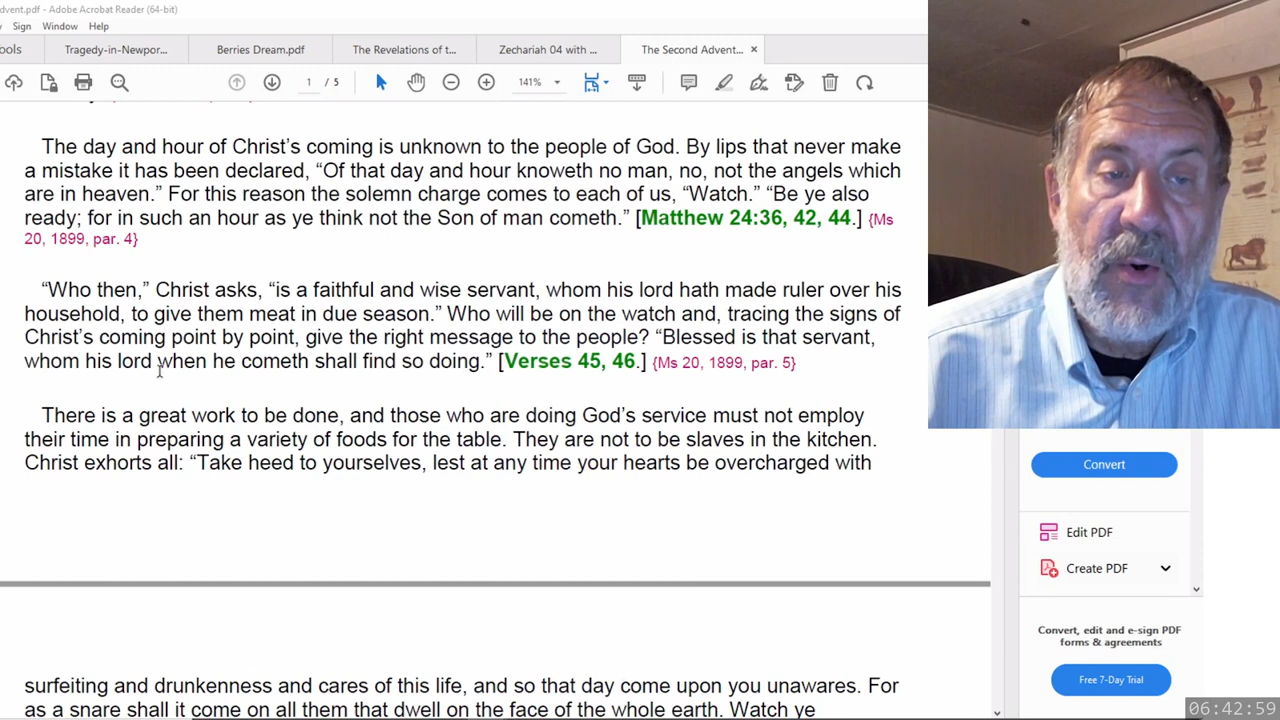 dvent.pdf - Adobe Acrobat Reader (64-bit)
Sign Window Help
ools Tragedy-in-Newpor... Berries Dream.pdf The Revelations of t... Zechariah 04 with ... The Second Advent... ×
1 / 5 141%
The day and hour of Christ’s coming is unknown to the people of God. By lips that never make
a mistake it has been declared, “Of that day and hour knoweth no man, no, not the angels which
are in heaven.” For this reason the solemn charge comes to each of us, “Watch.” “Be ye also
ready; for in such an hour as ye think not the Son of man cometh.” [Matthew 24:36, 42, 44.] {Ms
20, 1899, par. 4}
“Who then,” Christ asks, “is a faithful and wise servant, whom his lord hath made ruler over his
household, to give them meat in due season.” Who will be on the watch and, tracing the signs of
Christ’s coming point by point, give the right message to the people? “Blessed is that servant,
whom his lord when he cometh shall find so doing.” [Verses 45, 46.] {Ms 20, 1899, par. 5}
There is a great work to be done, and those who are doing God’s service must not employ
their time in preparing a variety of foods for the table. They are not to be slaves in the kitchen.
Christ exhorts all: “Take heed to yourselves, lest at any time your hearts be overcharged with
surfeiting and drunkenness and cares of this life, and so that day come upon you unawares. For
as a snare shall it come on all them that dwell on the face of the whole earth. Watch ye
Convert
Edit PDF
Create PDF
Convert, edit and e-sign PDF
forms & agreements
Free 7-Day Trial
06:42:59